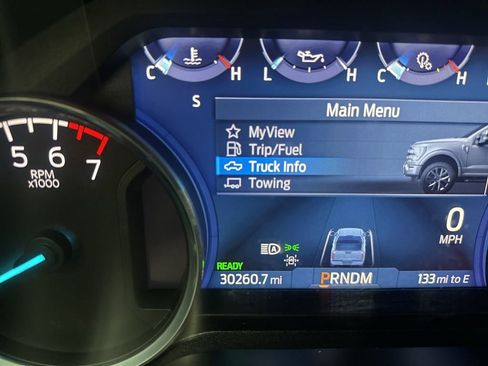 C H L H C H
S
Main Menu
MyView
Trip/Fuel
Truck Info
Towing
5 6 7
RPM
x1000
0
MPH
READY
30260.7 mi PRNDM 133 mi to E